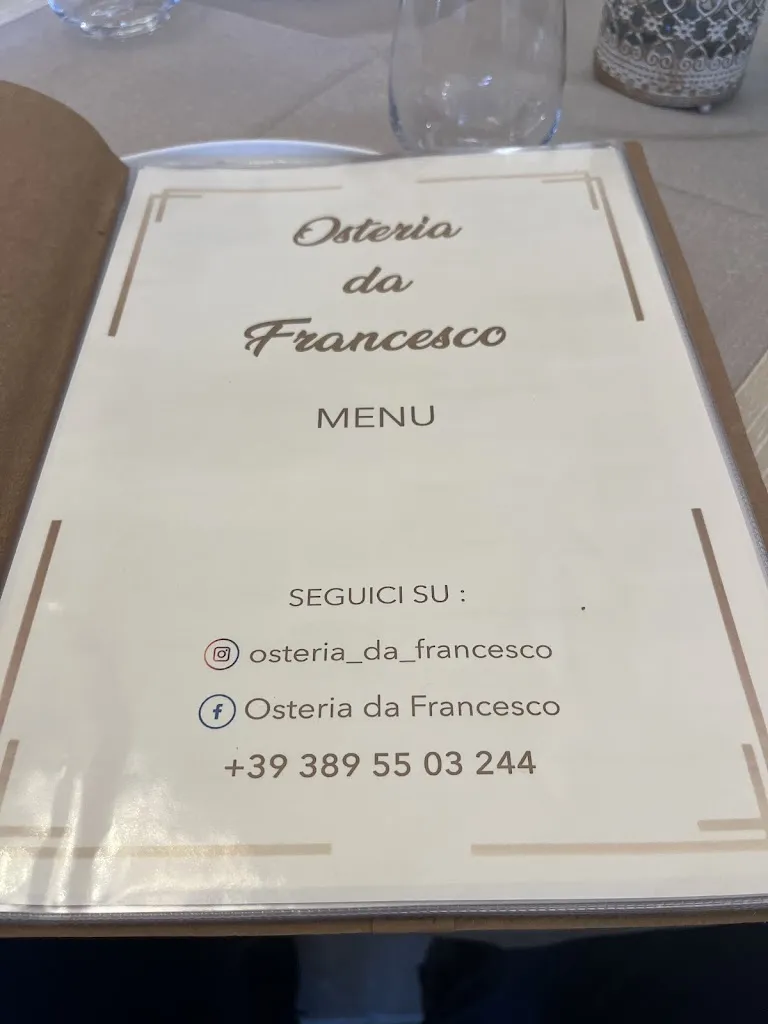 Osteria
da
Francesco
MENU
SEGUICI SU :
osteria_da_francesco
Osteria da Francesco
+39 389 55 03 244